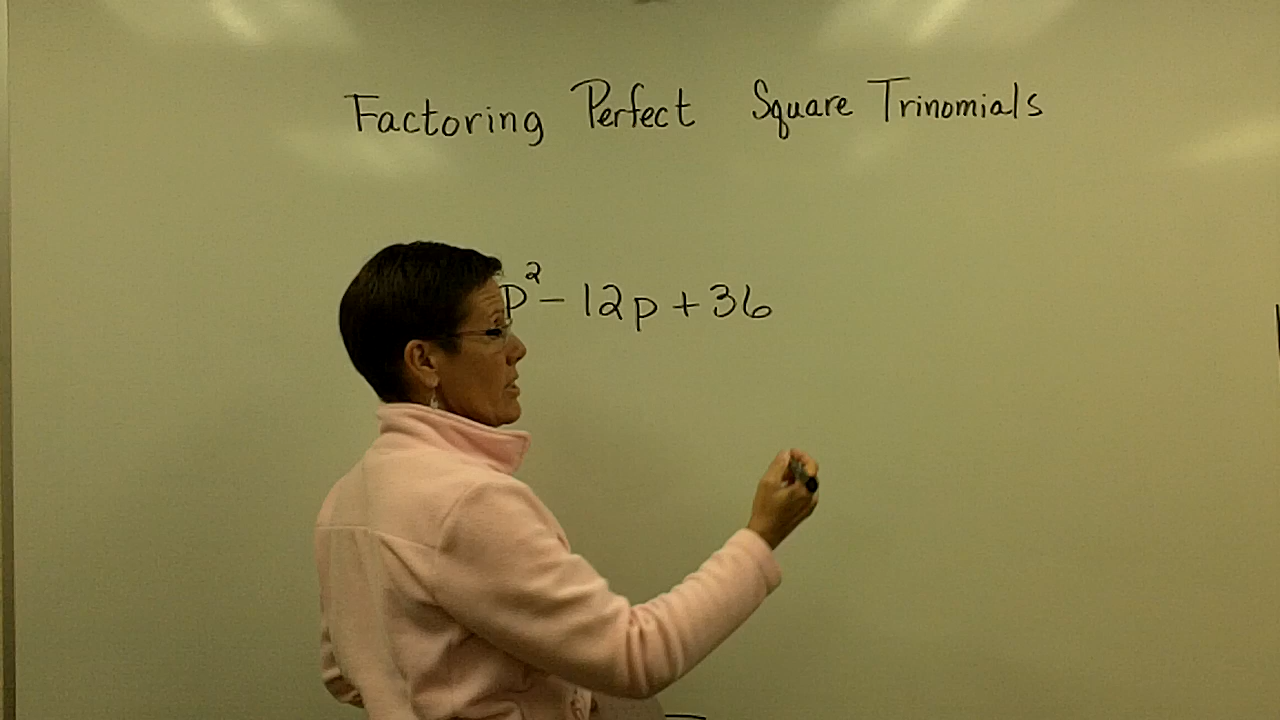 Factoring Perfect Square Trinomials
p² - 12p + 36